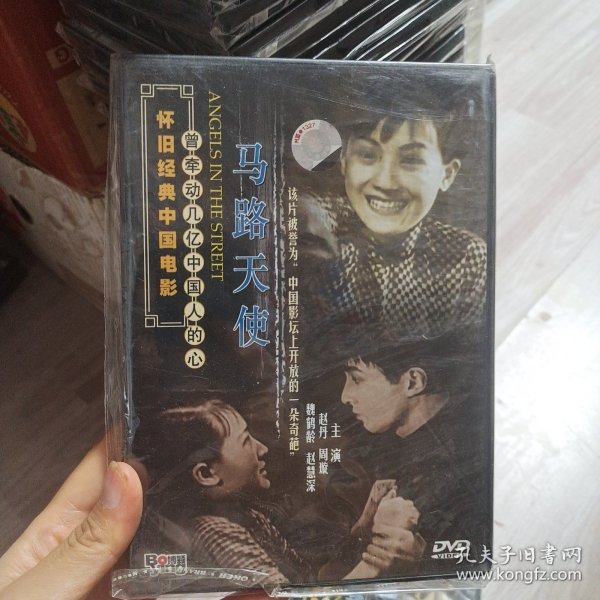 怀旧经典中国电影
曾牵动几亿中国人的心
ANGELS IN THE STREET
马路天使
该片被誉为“中国影坛上开放的一朵奇葩”
主演
赵丹 周璇
魏鹤龄 赵慧深
DVD
VIDEO
BO
孔夫子旧书网
www.kongfz.com